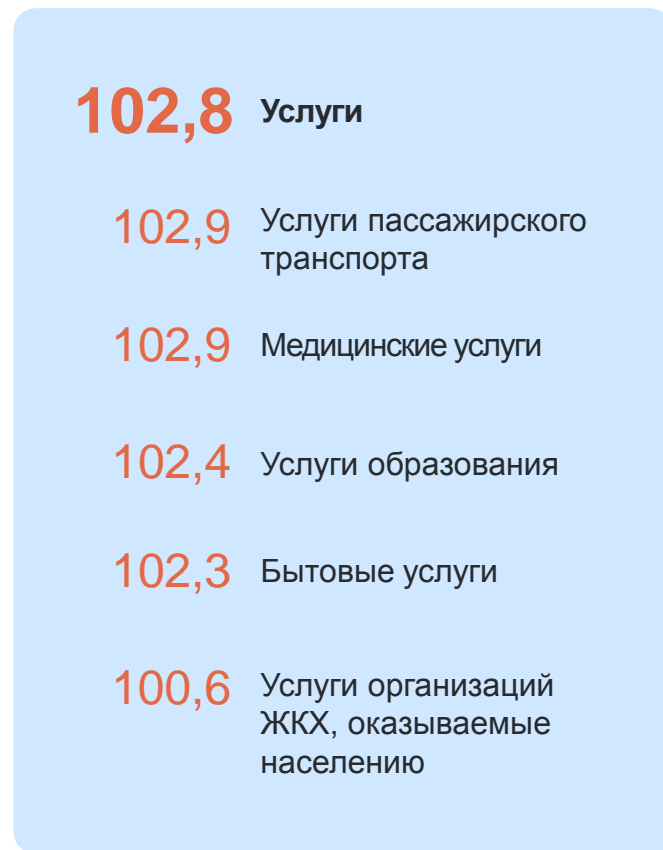 102,8 Услуги
102,9 Услуги пассажирского
транспорта
102,9 Медицинские услуги
102,4 Услуги образования
102,3 Бытовые услуги
100,6 Услуги организаций
ЖКХ, оказываемые
населению